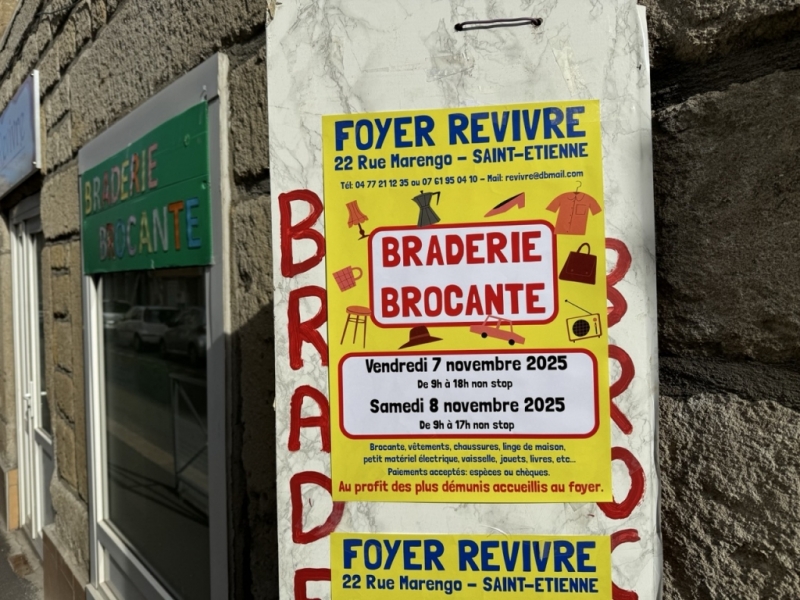 BRADERIE
BROCANTE
FOYER REVIVRE
22 Rue Marengo – SAINT-ETIENNE
Tél: 04 77 21 12 35 ou 07 61 95 04 10 – Mail: revivre@dbmail.com
BRADERIE
BROCANTE
Vendredi 7 novembre 2025
De 9h à 18h non stop
Samedi 8 novembre 2025
De 9h à 17h non stop
Brocante, vêtements, chaussures, linge de maison,
petit matériel électrique, vaisselle, jouets, livres, etc...
Paiements acceptés: espèces ou chèques.
Au profit des plus démunis accueillis au foyer.
FOYER REVIVRE
22 Rue Marengo – SAINT-ETIENNE
BRADE
BROC